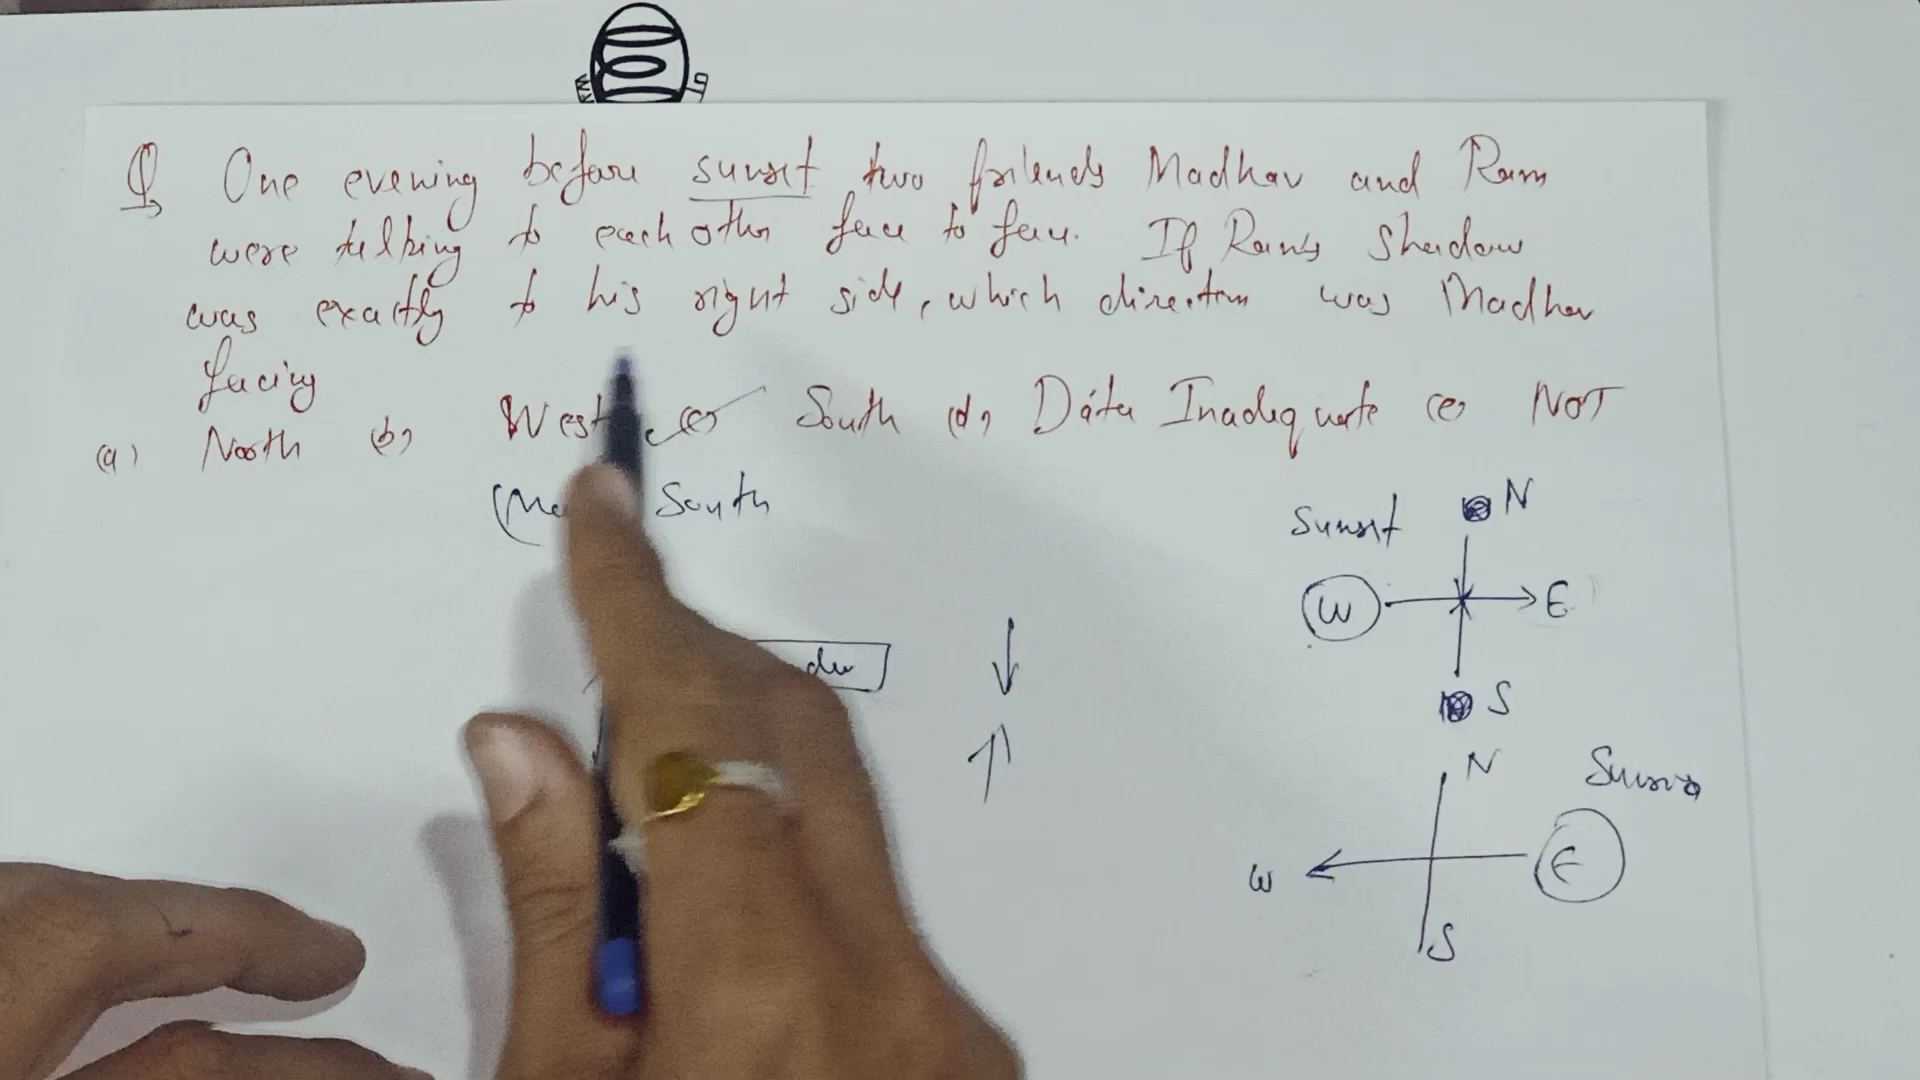 Q One evening before sunset two friends Madhav and Ram
were talking to each other face to face. If Ram's Shadow
was exactly to his right side, which direction was Madhav
facing
(a) North (b) West (c) South (d) Data Inadequate (e) NOT
South
Sunset
N
W E
S
N
W E
S